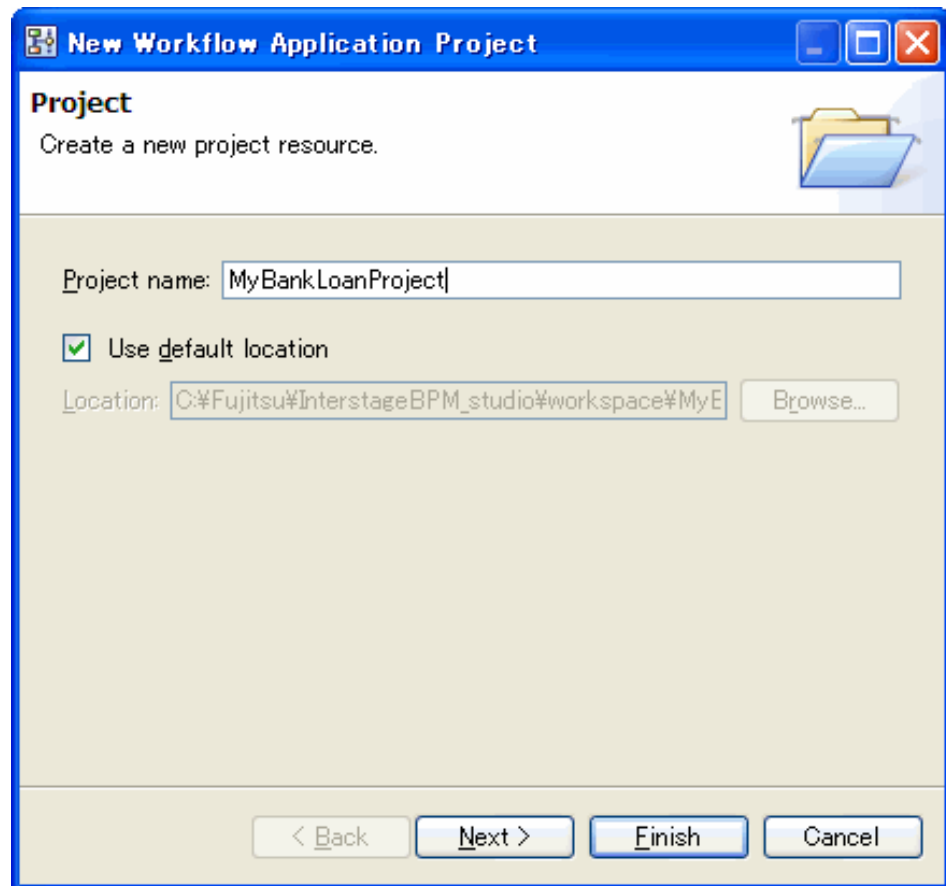 New Workflow Application Project
Project
Create a new project resource.
Project name: MyBankLoanProject
Use default location
Location: C:¥Fujitsu¥InterstageBPM_studio¥workspace¥MyE Browse...
< Back Next > Finish Cancel